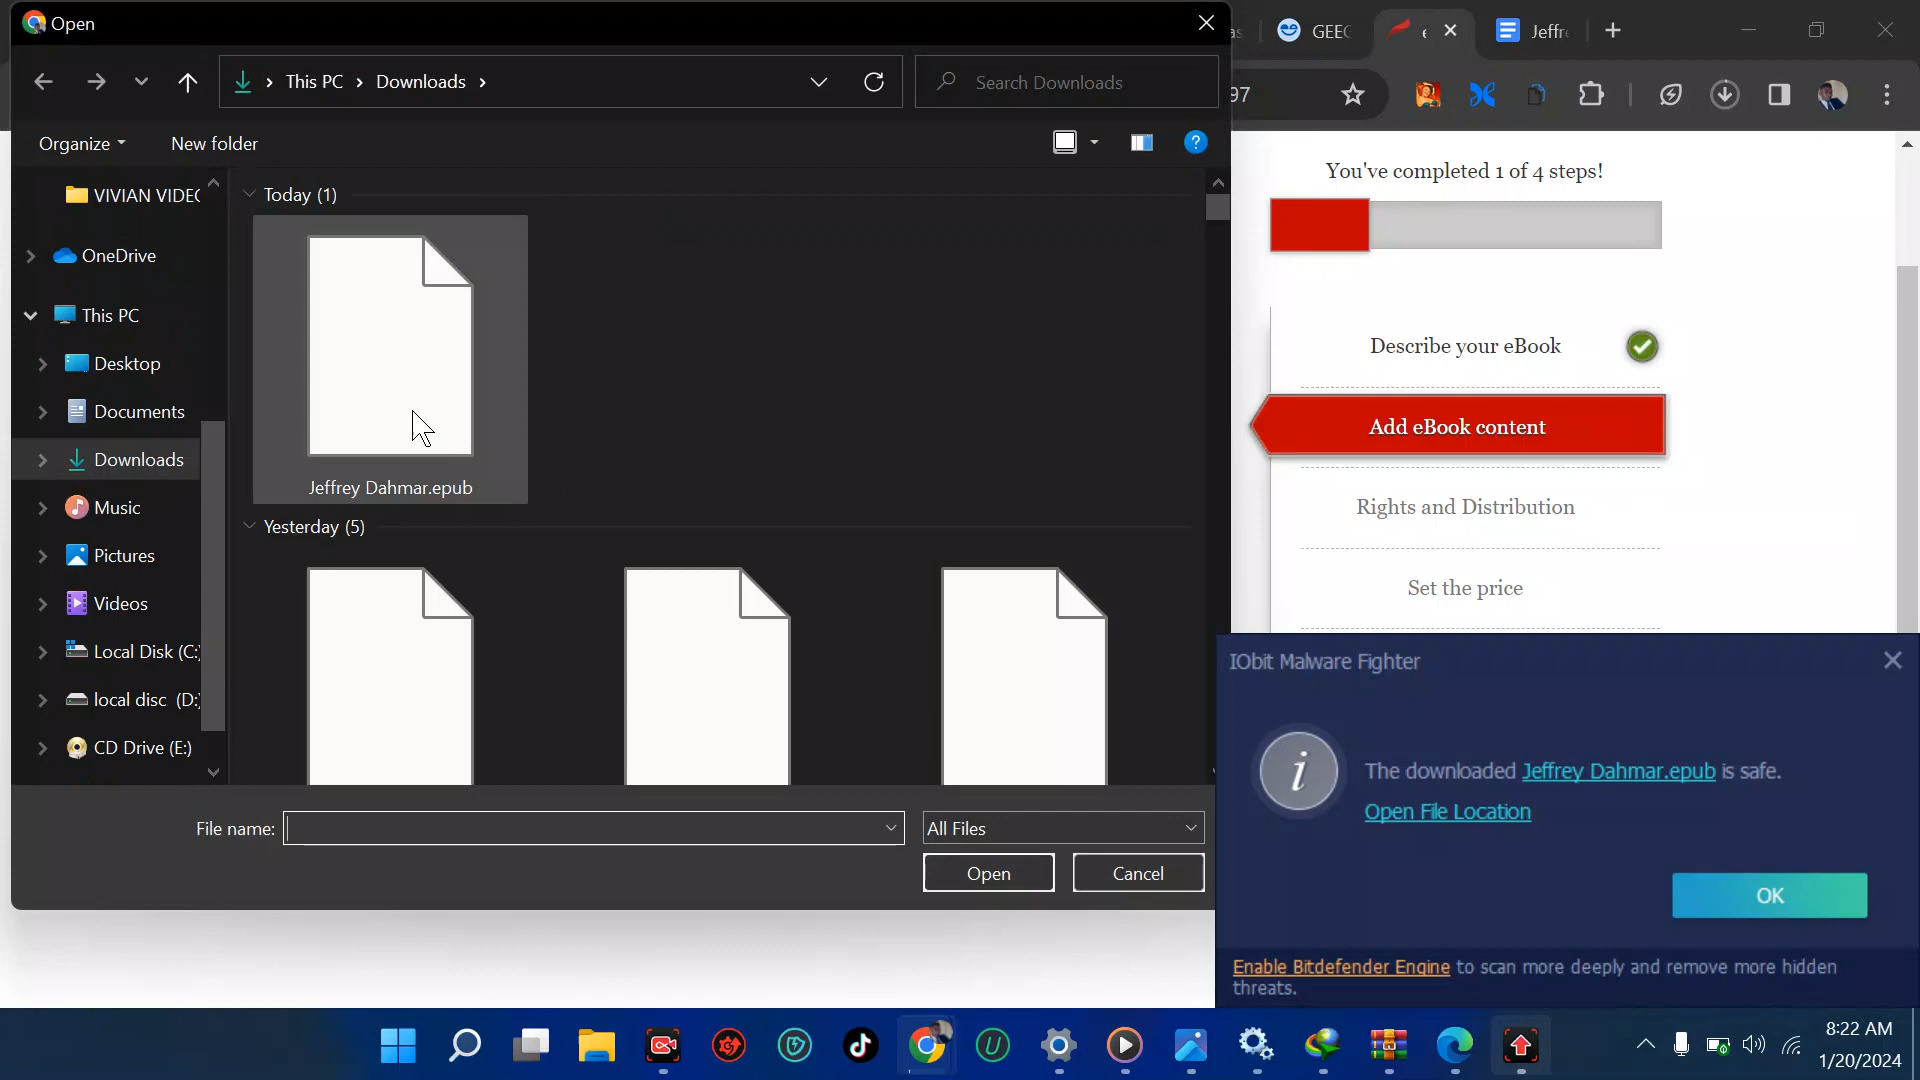 Open
GEEC
Jeffr
This PC
Downloads
Search Downloads
97
Organize
New folder
VIVIAN VIDEO
OneDrive
This PC
Desktop
Documents
Downloads
Music
Pictures
Videos
Local Disk (C:)
local disc (D:)
CD Drive (E:)
Today (1)
Jeffrey Dahmar.epub
Yesterday (5)
File name:
All Files
Open
Cancel
You've completed 1 of 4 steps!
Describe your eBook
Add eBook content
Rights and Distribution
Set the price
IObit Malware Fighter
The downloaded Jeffrey Dahmar.epub is safe.
Open File Location
OK
Enable Bitdefender Engine to scan more deeply and remove more hidden
threats.
8:22 AM
1/20/2024